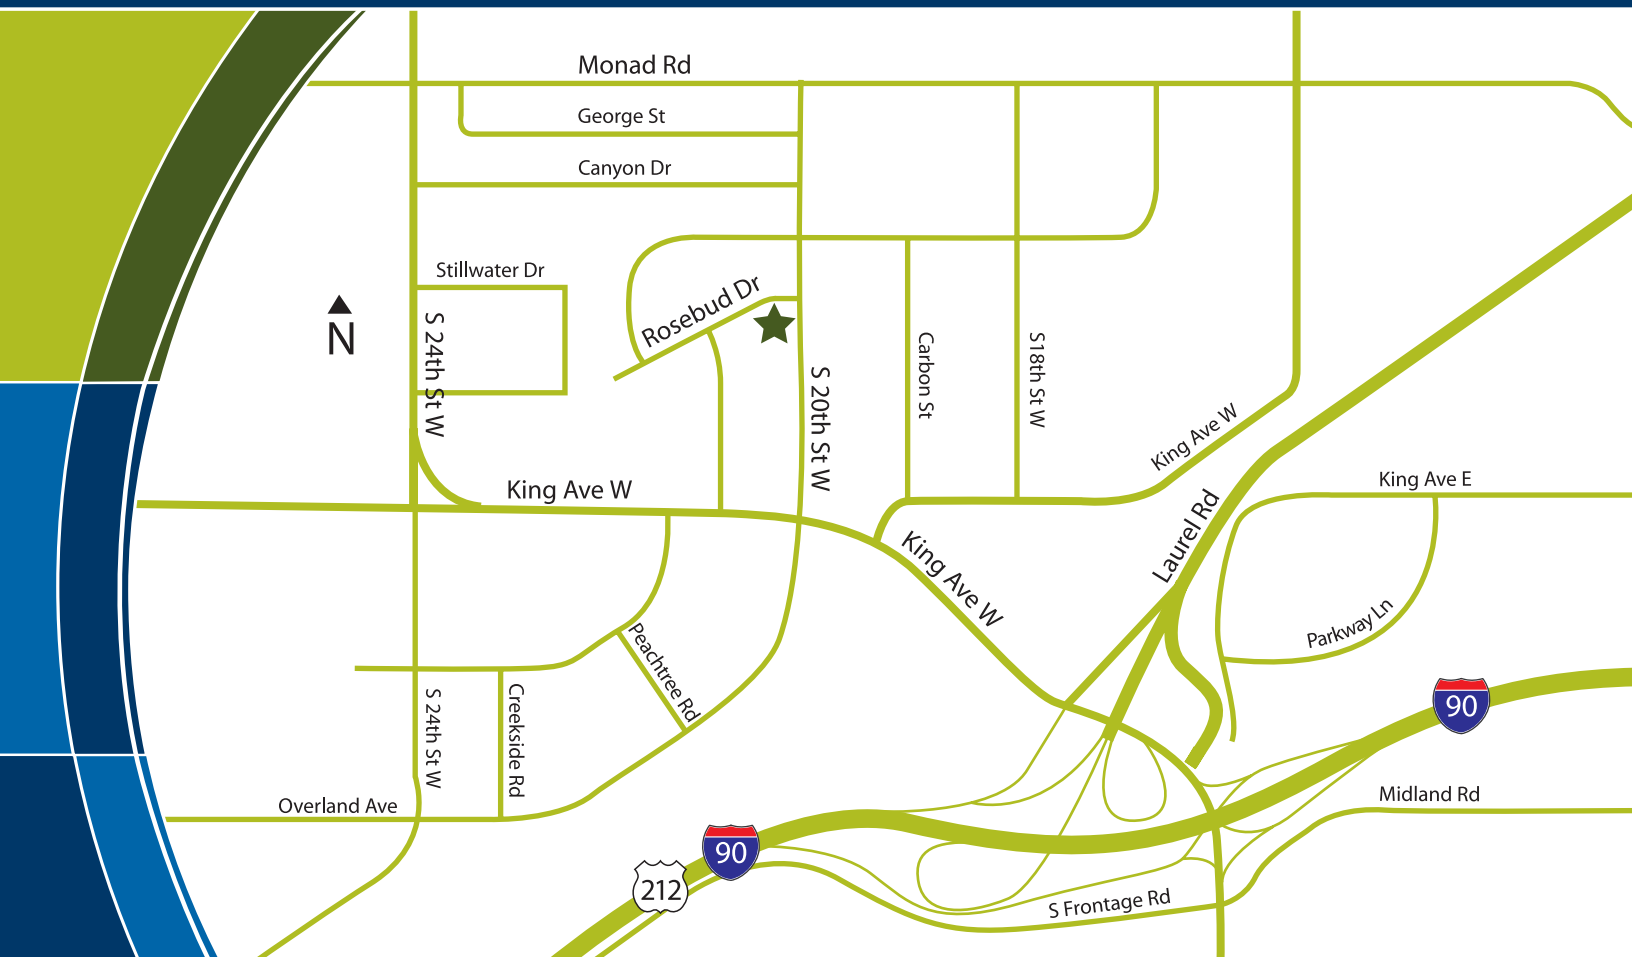 Monad Rd
George St
Canyon Dr
Stillwater Dr
Rosebud Dr
N
S 24th St W
S 20th St W
Carbon St
S18th St W
King Ave W
King Ave W
King Ave E
King Ave W
Laurel Rd
Parkway Ln
Peachtree Rd
S 24th St W
Creekside Rd
90
Overland Ave
Midland Rd
90
212
S Frontage Rd